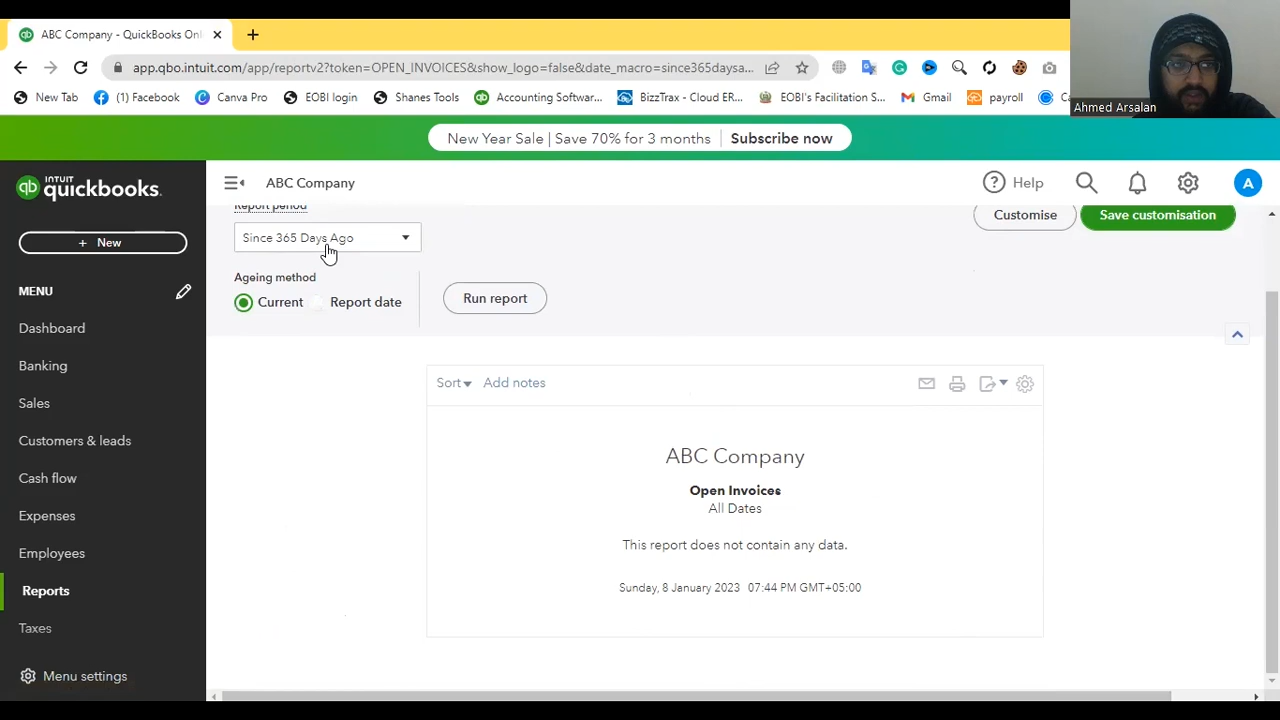 ABC Company - QuickBooks Onl
app.qbo.intuit.com/app/reportv2?token=OPEN_INVOICES&show_logo=false&date_macro=since365daysa...
New Tab (1) Facebook Canva Pro EOBI login Shanes Tools Accounting Softwar... BizzTrax - Cloud ER... EOBI's Facilitation S... Gmail payroll
Ahmed Arsalan
New Year Sale | Save 70% for 3 months Subscribe now
INTUIT
quickbooks.
ABC Company
Help
A
+ New
MENU
Dashboard
Banking
Sales
Customers & leads
Cash flow
Expenses
Employees
Reports
Taxes
Menu settings
Report period
Since 365 Days Ago
Customise
Save customisation
Ageing method
Current Report date
Run report
Sort Add notes
ABC Company
Open Invoices
All Dates
This report does not contain any data.
Sunday, 8 January 2023 07:44 PM GMT+05:00